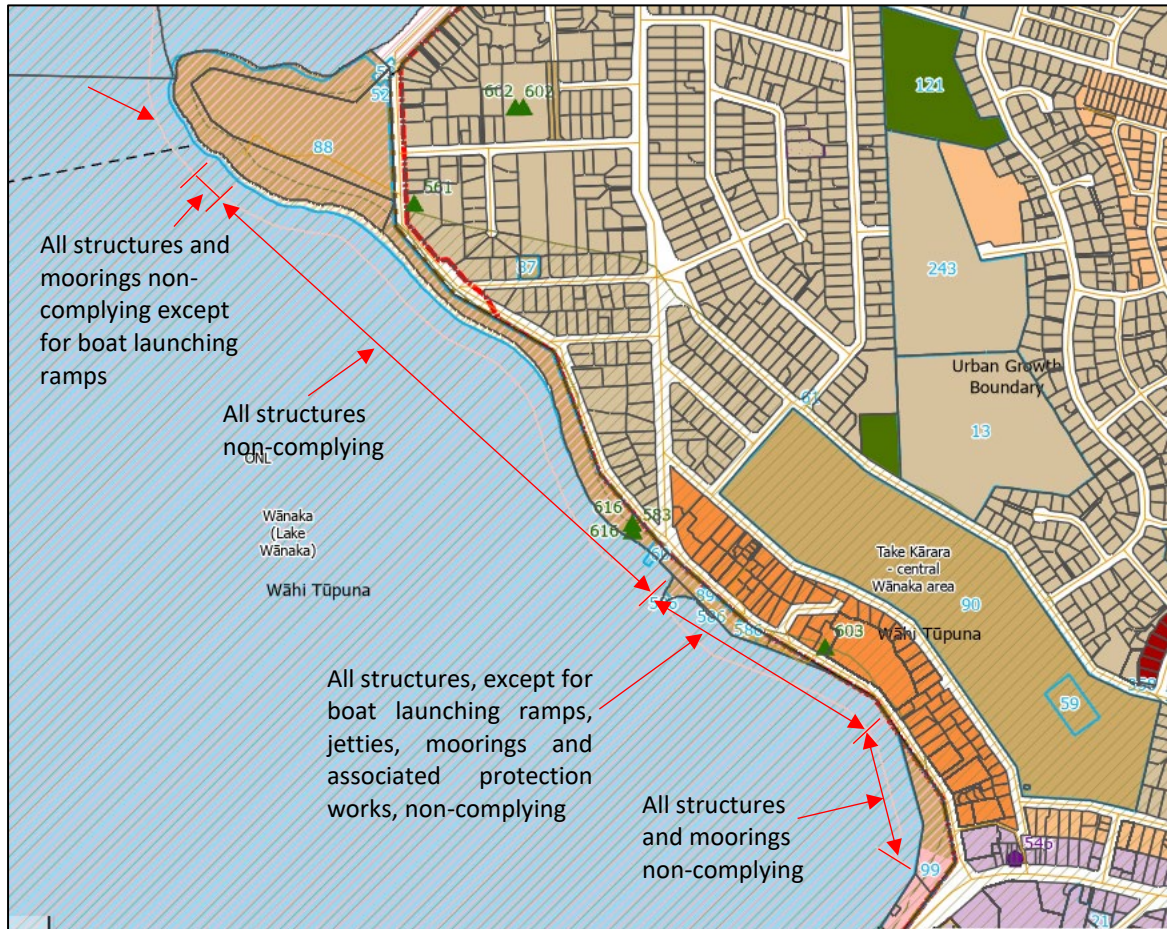 602 602
121
52
88
561
37
243
Urban Growth
Boundary
61
13
All structures and
moorings non-
complying except
for boat launching
ramps
All structures
non-complying
ONL
Wānaka
(Lake
Wānaka)
Wāhi Tūpuna
616
583
616
Take Kārara
- central
Wānaka area
90
Wāhi Tūpuna
89
586
586
603
59
All structures, except for
boat launching ramps,
jetties, moorings and
associated protection
works, non-complying
All structures
and moorings
non-complying
99
546
21